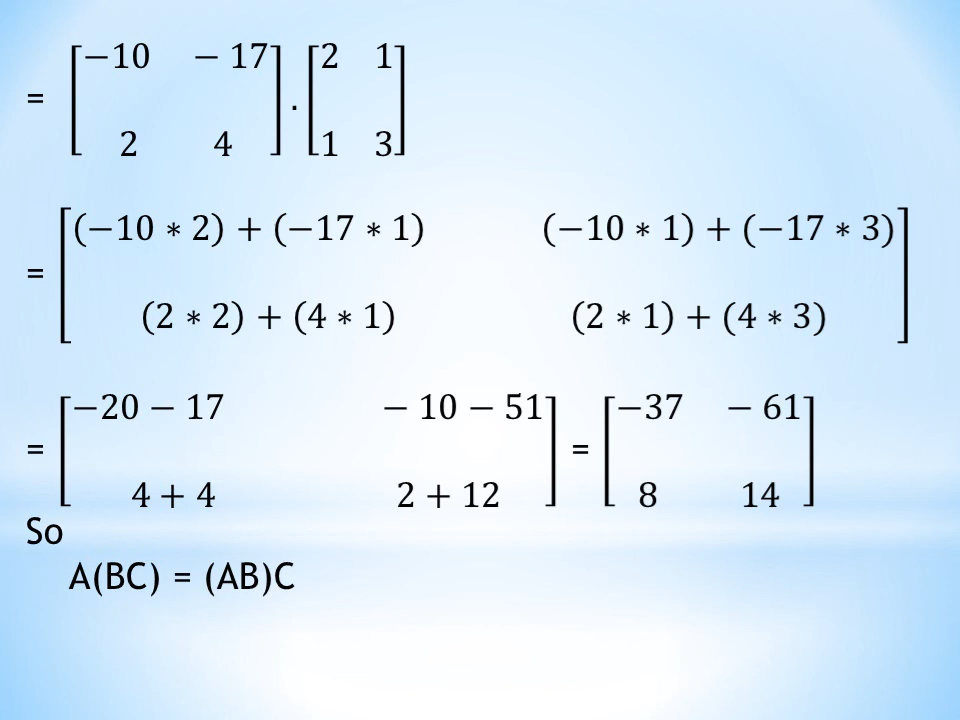 = [−10 − 17
2 4] . [2 1
1 3]
= [(−10 ∗ 2) + (−17 ∗ 1) (−10 ∗ 1) + (−17 ∗ 3)
(2 ∗ 2) + (4 ∗ 1) (2 ∗ 1) + (4 ∗ 3)]
= [−20 − 17 − 10 − 51
4 + 4 2 + 12] = [−37 − 61
8 14]
So
A(BC) = (AB)C